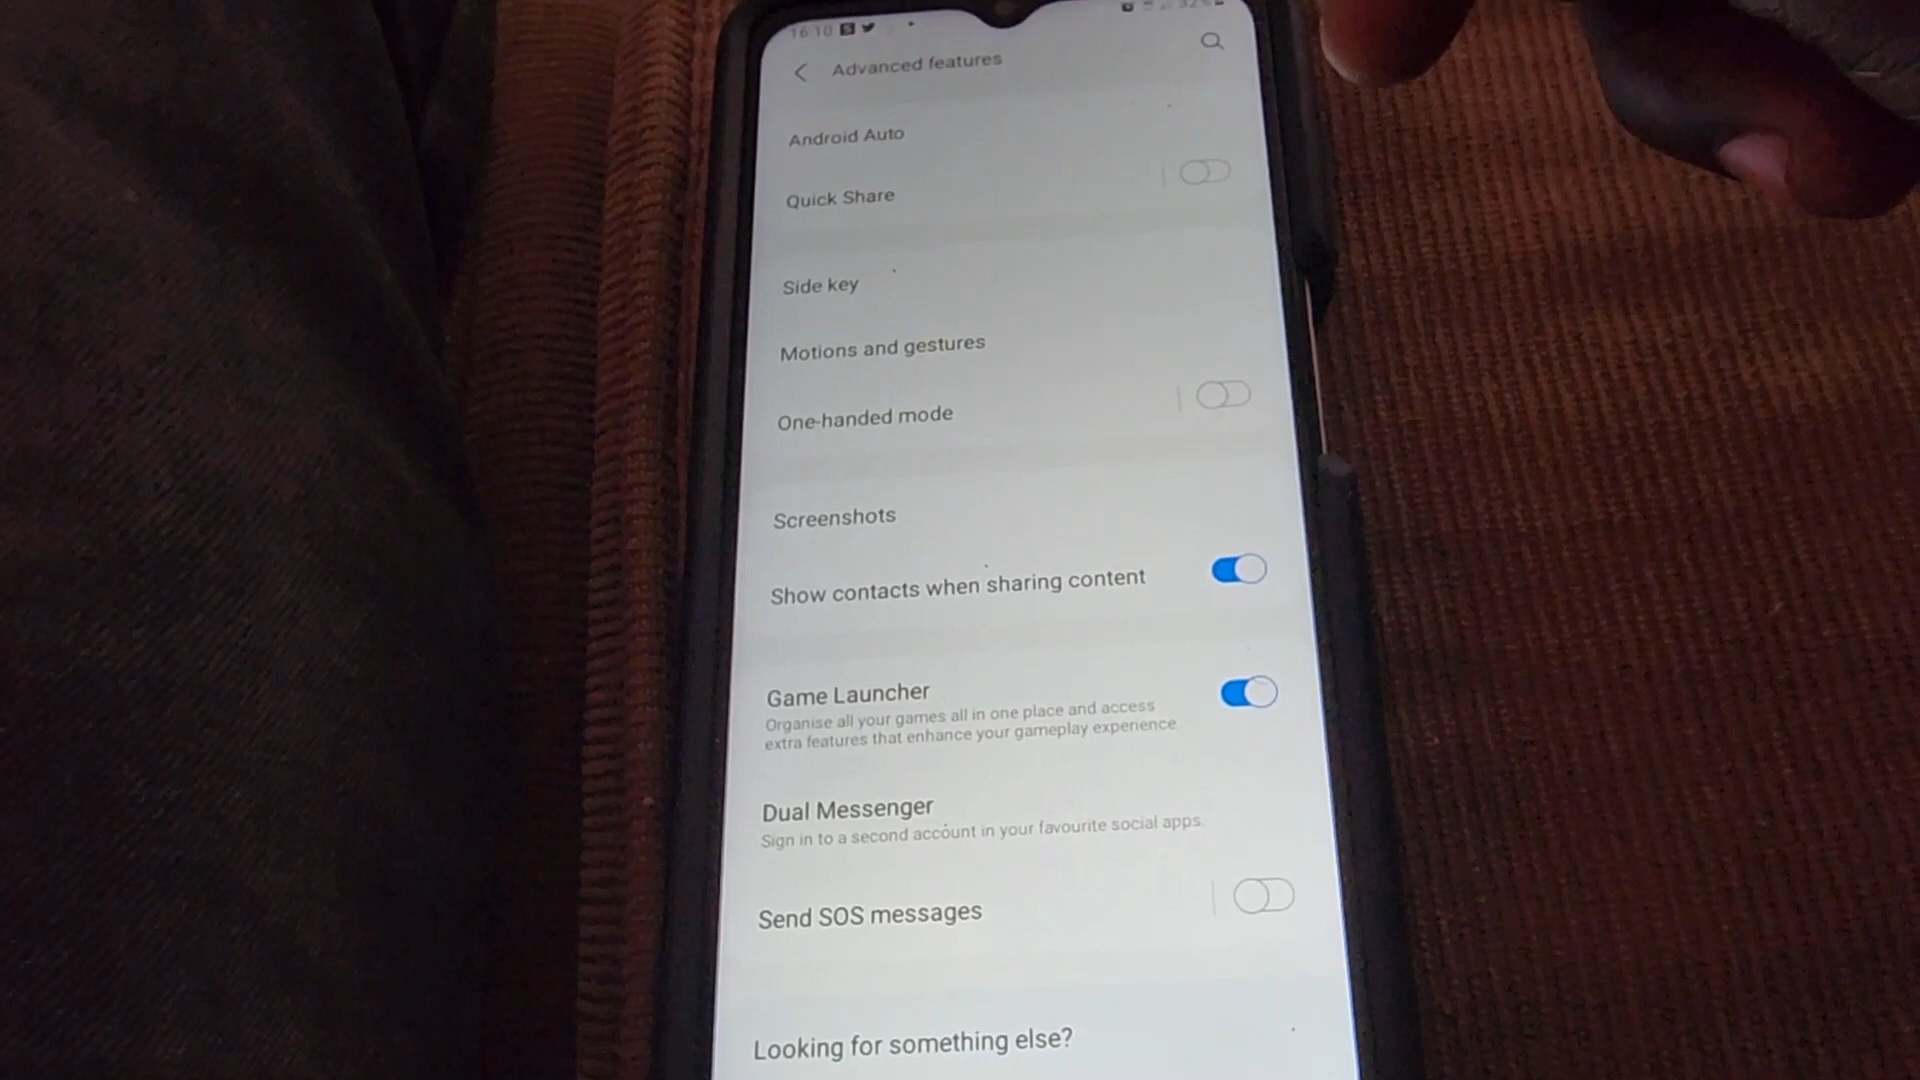 16:10
Advanced features
Android Auto
Quick Share
Side key
Motions and gestures
One-handed mode
Screenshots
Show contacts when sharing content
Game Launcher
Organise all your games all in one place and access
extra features that enhance your gameplay experience
Dual Messenger
Sign in to a second account in your favourite social apps.
Send SOS messages
Looking for something else?